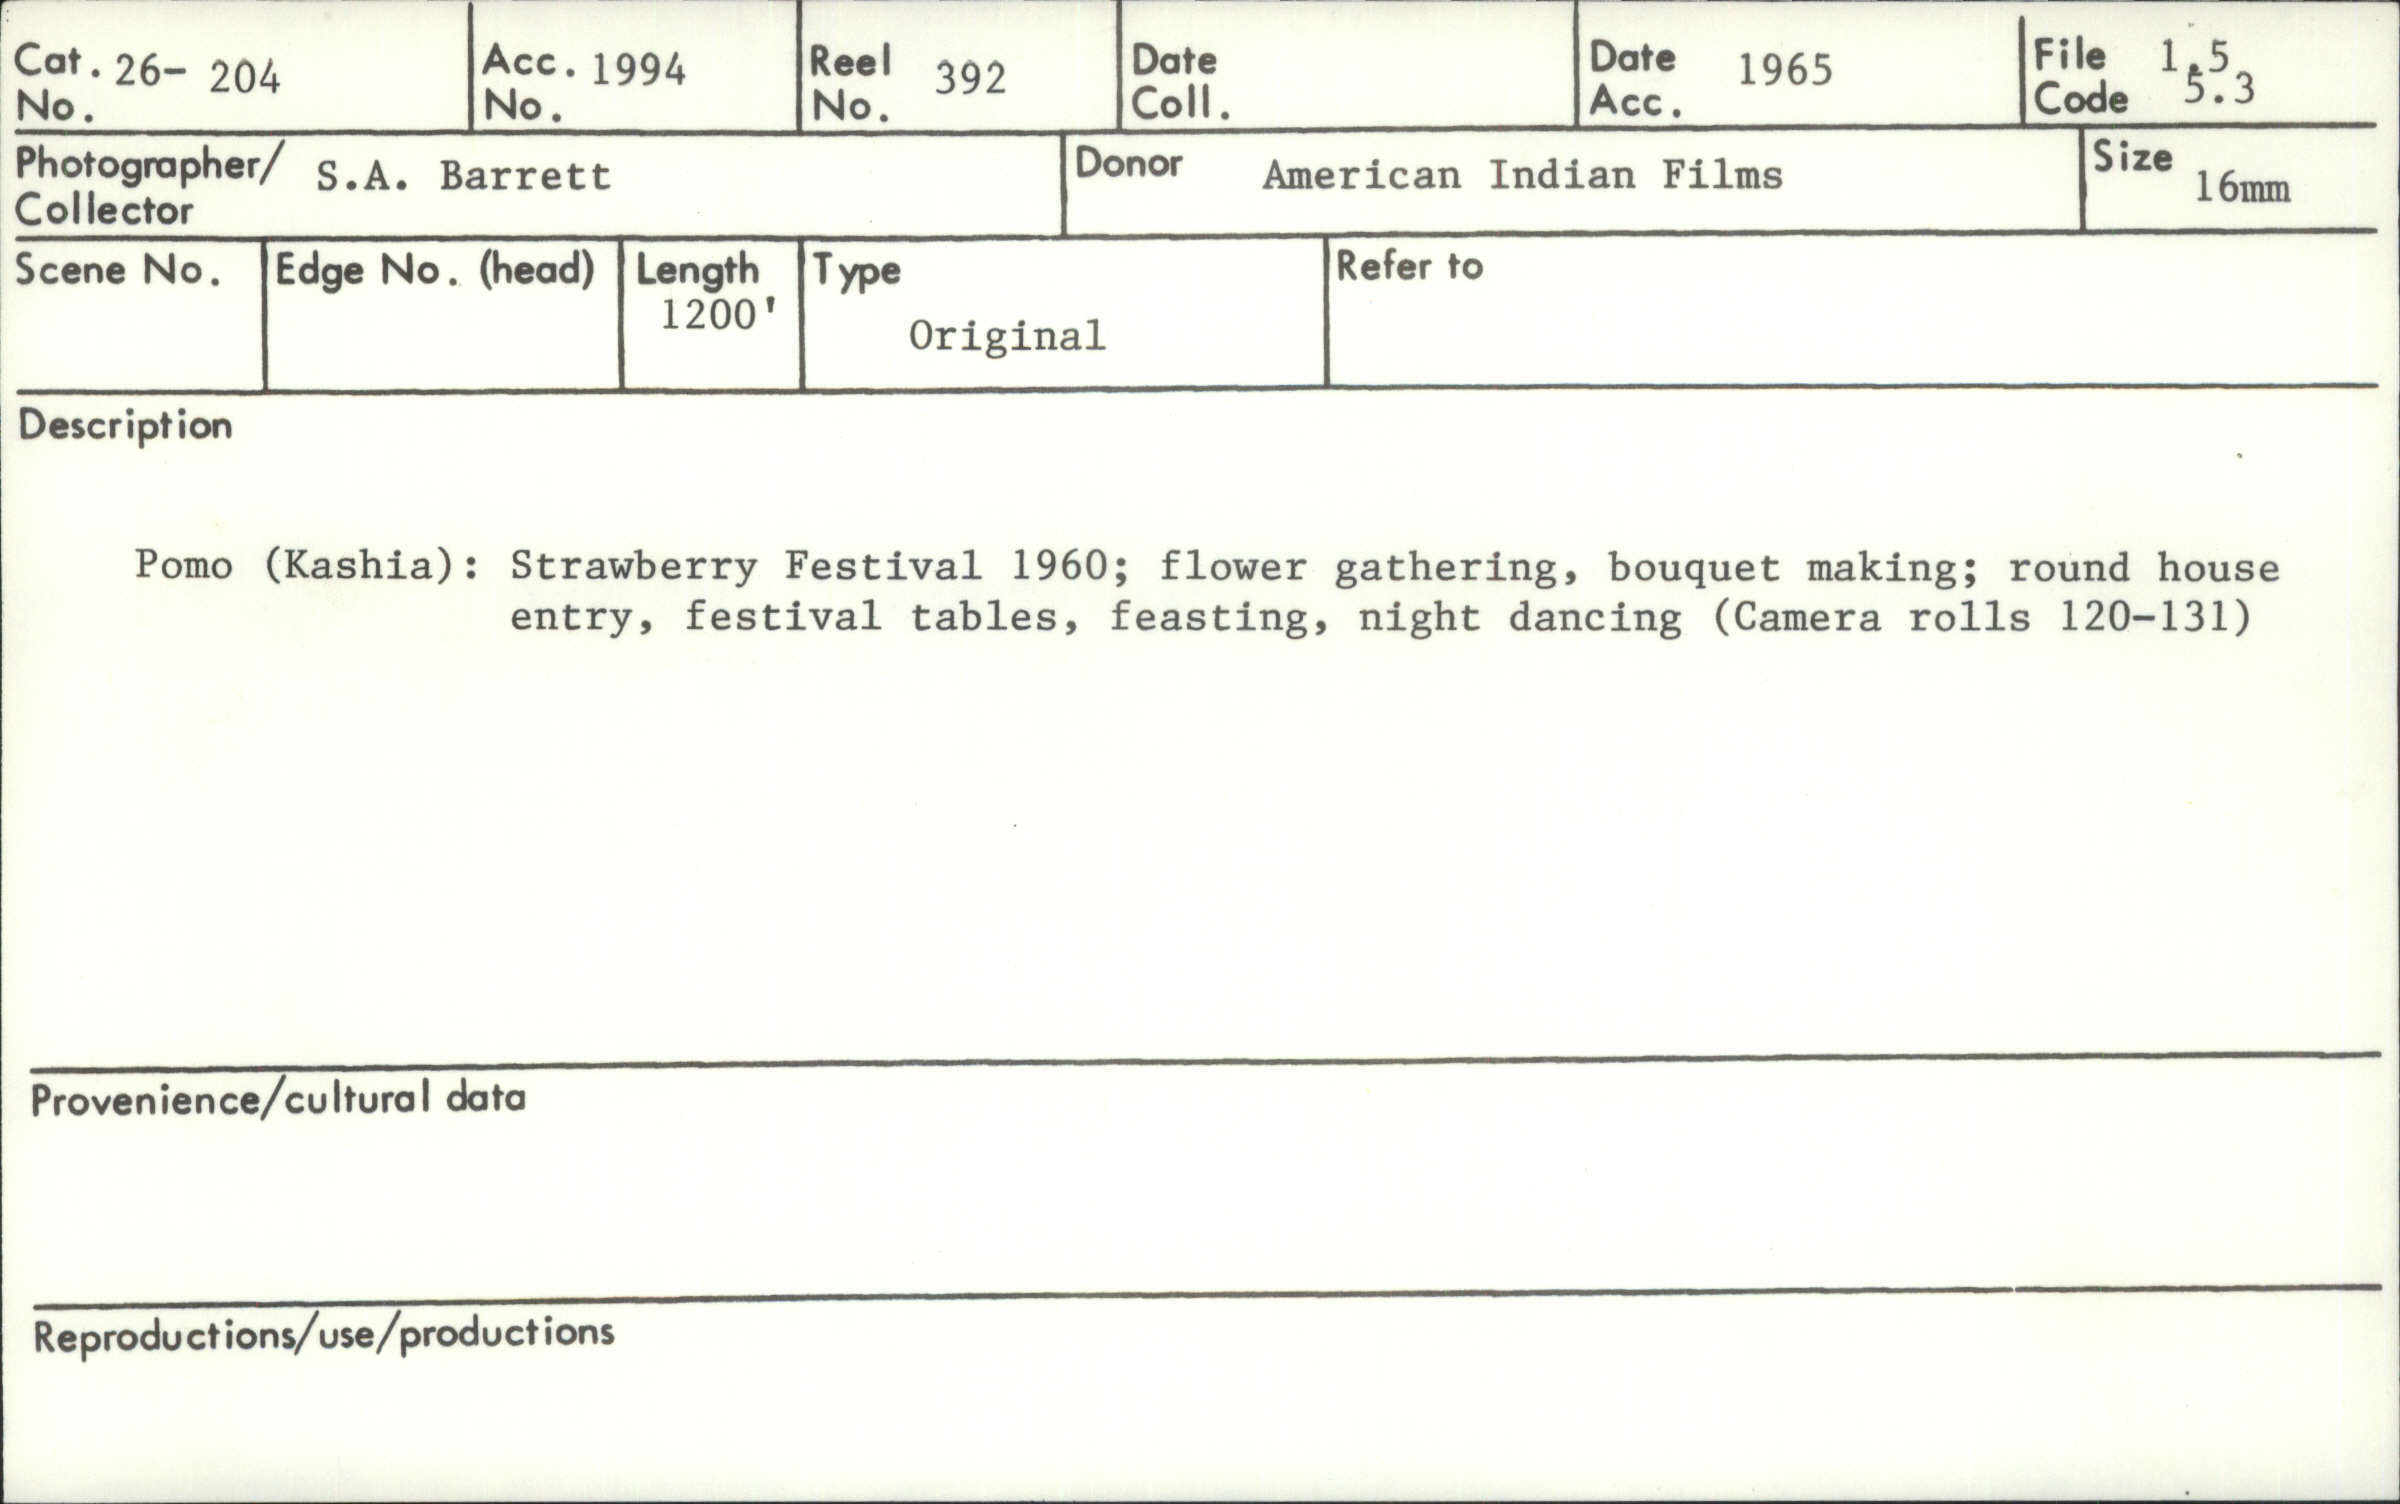 Cat. No. 26- 204 Acc. No. 1994 Reel No. 392 Date Coll. Date Acc. 1965 File Code 1.5, 5.3
Photographer/ Collector S.A. Barrett Donor American Indian Films Size 16mm
Scene No. Edge No. (head) Length 1200' Type Original Refer to
Description
Pomo (Kashia): Strawberry Festival 1960; flower gathering, bouquet making; round house
entry, festival tables, feasting, night dancing (Camera rolls 120-131)
Provenience/cultural data
Reproductions/use/productions